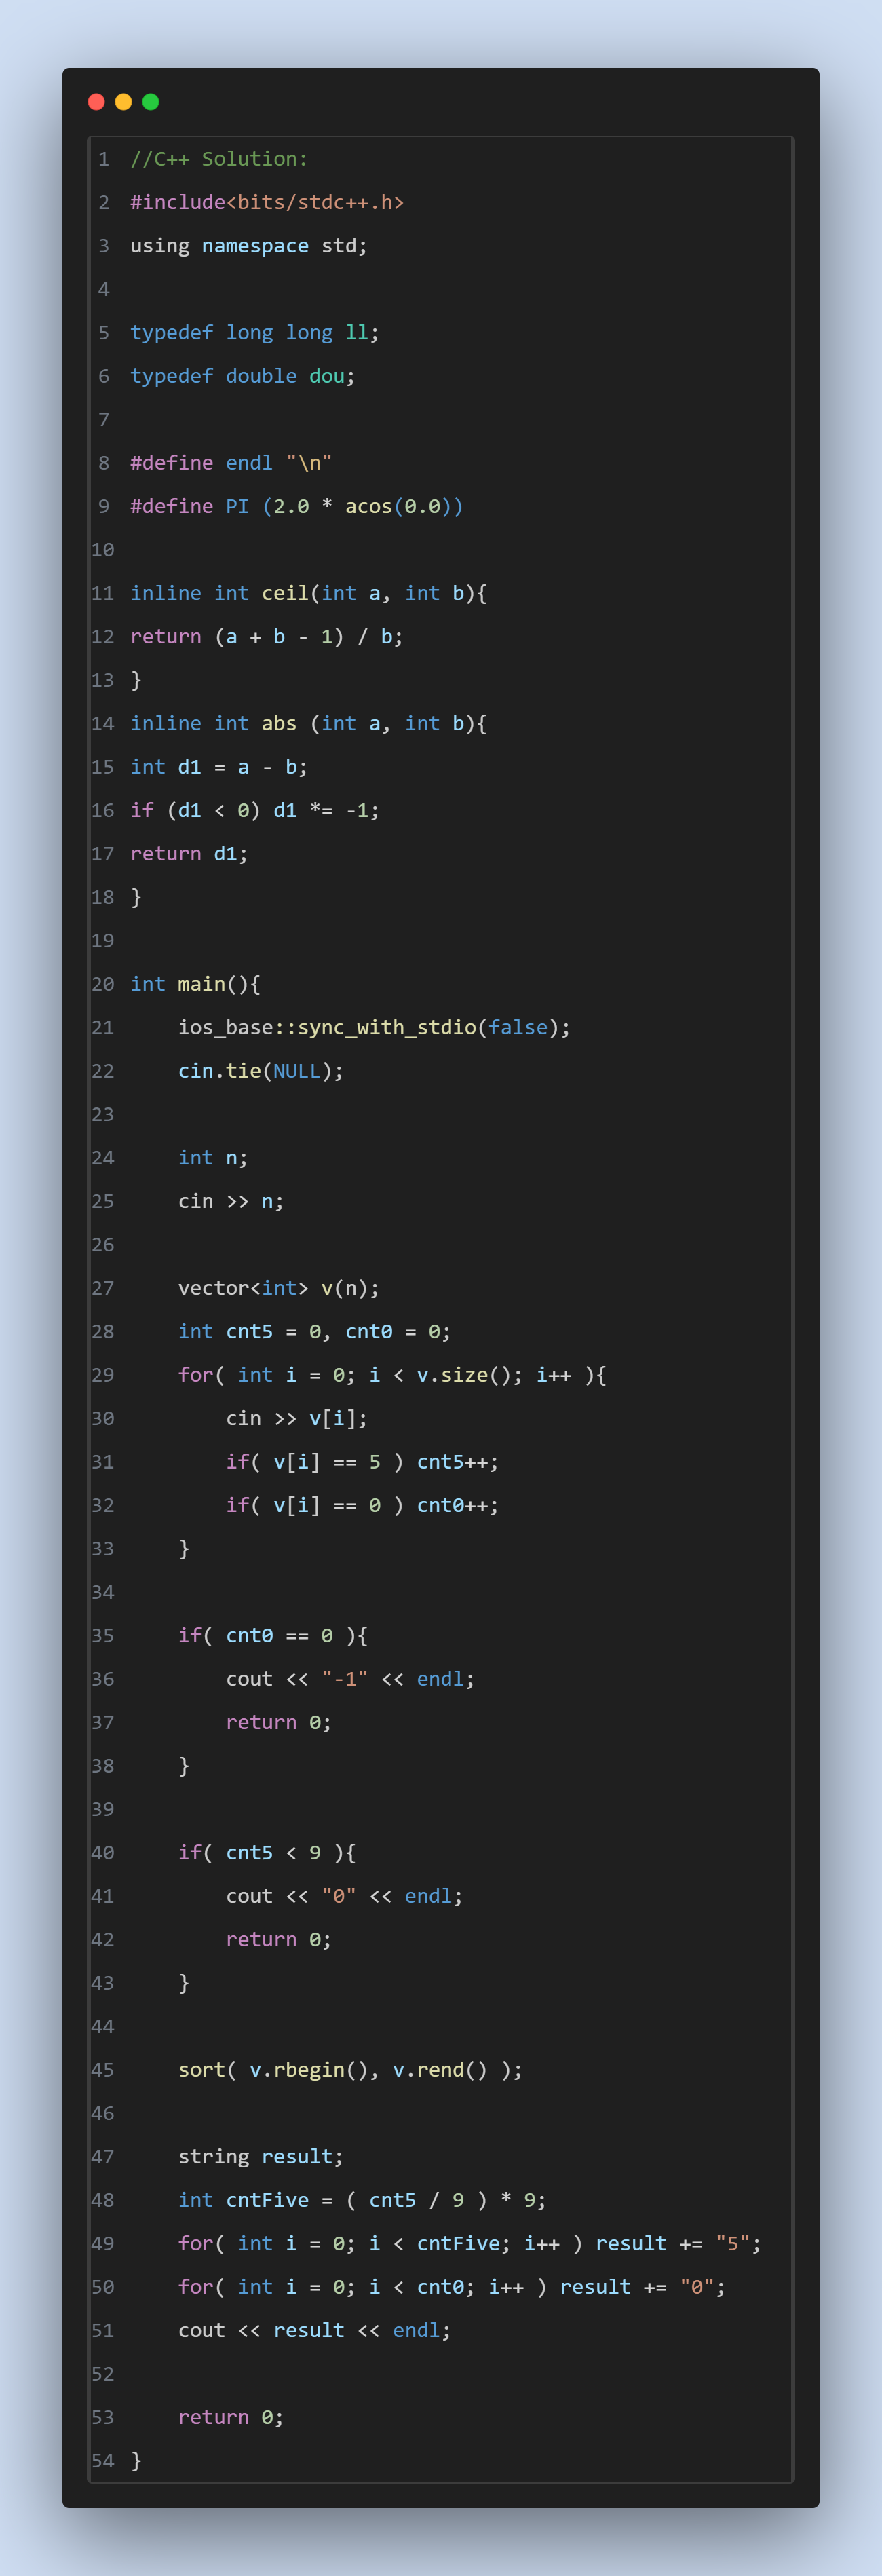 1 //C++ Solution:
2 #include<bits/stdc++.h>
3 using namespace std;
4
5 typedef long long ll;
6 typedef double dou;
7
8 #define endl "\n"
9 #define PI (2.0 * acos(0.0))
10
11 inline int ceil(int a, int b){
12 return (a + b - 1) / b;
13 }
14 inline int abs (int a, int b){
15 int d1 = a - b;
16 if (d1 < 0) d1 *= -1;
17 return d1;
18 }
19
20 int main(){
21     ios_base::sync_with_stdio(false);
22     cin.tie(NULL);
23
24     int n;
25     cin >> n;
26
27     vector<int> v(n);
28     int cnt5 = 0, cnt0 = 0;
29     for( int i = 0; i < v.size(); i++ ){
30         cin >> v[i];
31         if( v[i] == 5 ) cnt5++;
32         if( v[i] == 0 ) cnt0++;
33     }
34
35     if( cnt0 == 0 ){
36         cout << "-1" << endl;
37         return 0;
38     }
39
40     if( cnt5 < 9 ){
41         cout << "0" << endl;
42         return 0;
43     }
44
45     sort( v.rbegin(), v.rend() );
46
47     string result;
48     int cntFive = ( cnt5 / 9 ) * 9;
49     for( int i = 0; i < cntFive; i++ ) result += "5";
50     for( int i = 0; i < cnt0; i++ ) result += "0";
51     cout << result << endl;
52
53     return 0;
54 }